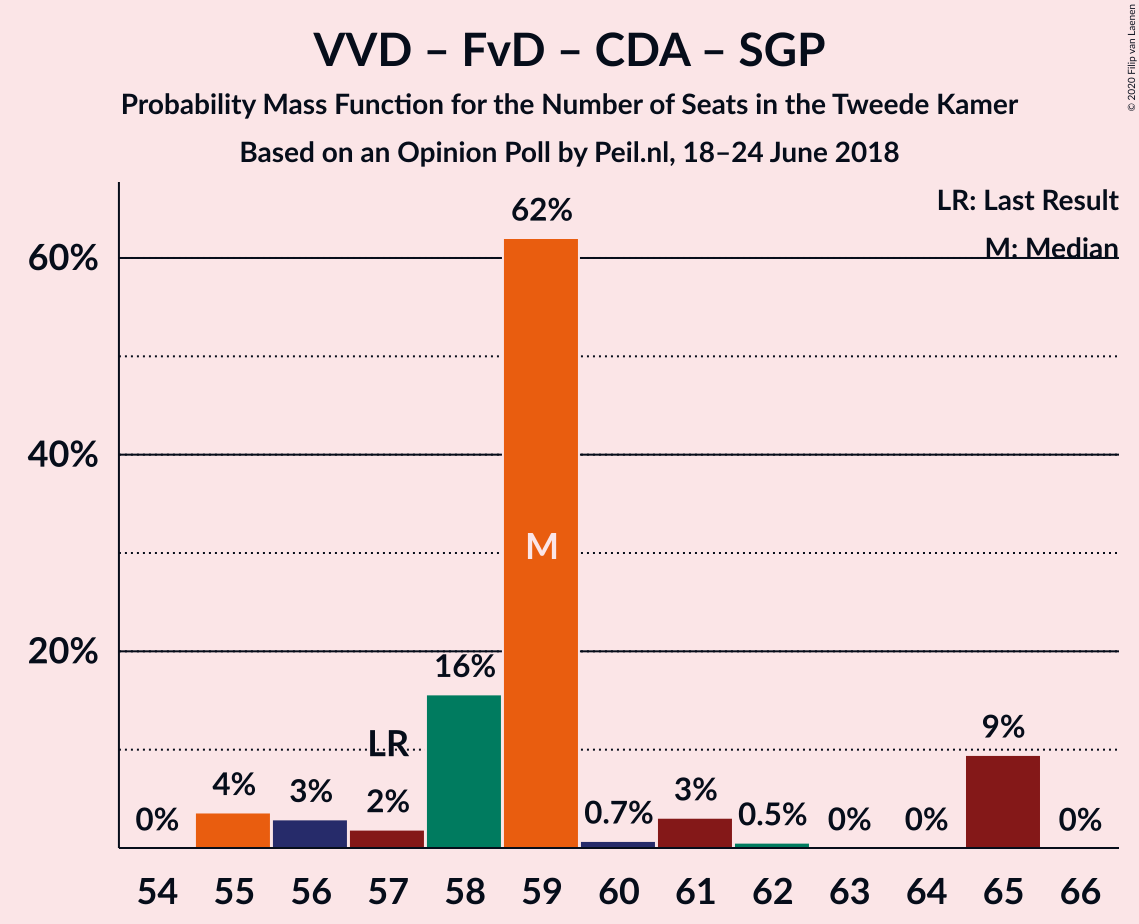 VVD – FvD – CDA – SGP
Probability Mass Function for the Number of Seats in the Tweede Kamer
Based on an Opinion Poll by Peil.nl, 18–24 June 2018
© 2020 Filip van Laenen
LR: Last Result
M: Median
60%
40%
20%
0%
4%
3%
2%
LR
16%
62%
M
0.7%
3%
0.5%
0%
0%
9%
0%
54 55 56 57 58 59 60 61 62 63 64 65 66